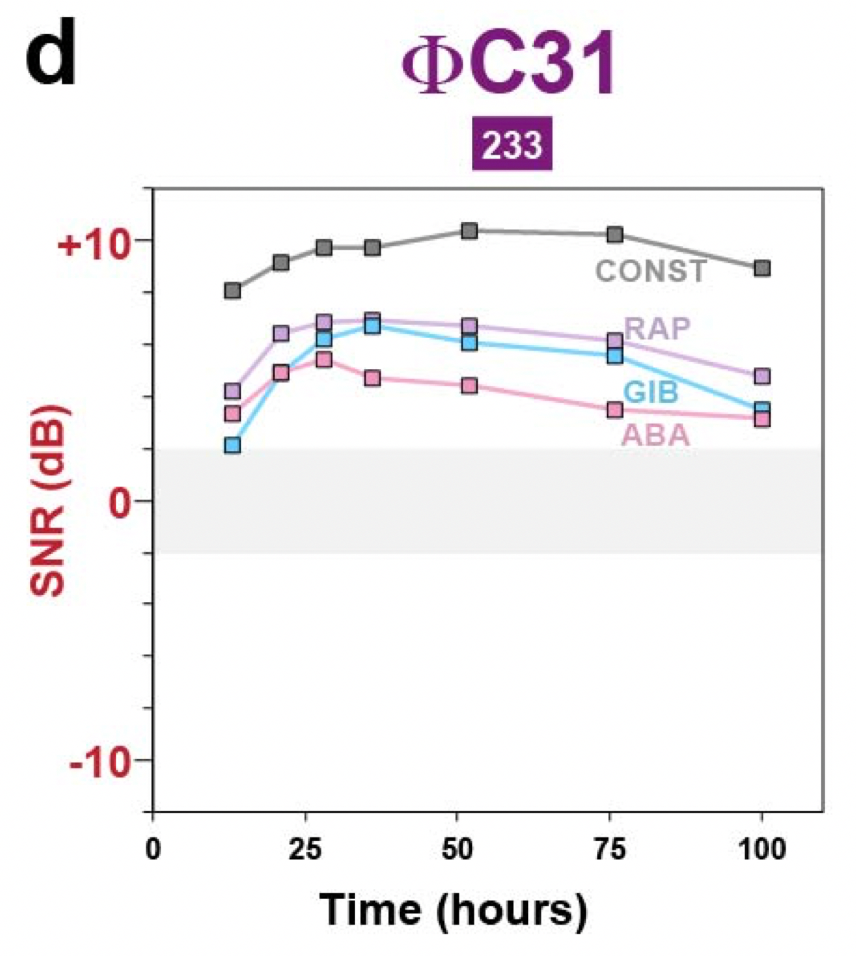 d
ΦC31
233
+10
0
-10
SNR (dB)
CONST
RAP
GIB
ABA
0 25 50 75 100
Time (hours)